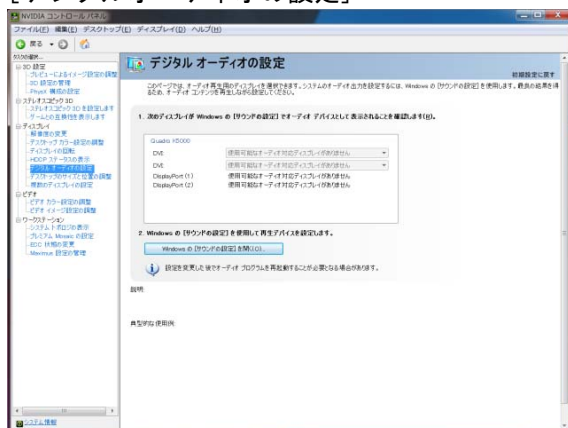 [デジタル オーディオの設定]
NVIDIA コントロール パネル
ファイル(F) 編集(E) デスクトップ(T) ディスプレイ(D) ヘルプ(H)
戻る
タスクの選択...
3D 設定
プレビューによるイメージ設定の調整
3D 設定の管理
PhysX 構成の設定
ステレオスコピック 3D
ステレオスコピック 3D を設定します
ゲームとの互換性を表示します
ディスプレイ
解像度の変更
デスクトップ カラー設定の調整
ディスプレイの回転
HDCP ステータスの表示
デジタル オーディオの設定
デスクトップのサイズと位置の調整
複数のディスプレイの設定
ビデオ
ビデオ カラー設定の調整
ビデオ イメージ設定の調整
ワークステーション
システム トポロジの表示
プレミアム Mosaic の設定
ECC 状態の変更
Maximus 設定の管理
システム情報
デジタル オーディオの設定
初期設定に戻す
このページでは、オーディオ再生用のディスプレイを選択できます。システムのオーディオ出力を設定するには、Windows の [サウンドの設定] を使用します。最良の結果を得
るため、オーディオ コンテンツを再生しながら設定してください。
1. 次のディスプレイが Windows の [サウンドの設定] でオーディオ デバイスとして表示されることを確認します(H)。
DVI: 使用可能なオーディオ対応ディスプレイがありません
DVI: 使用可能なオーディオ対応ディスプレイがありません
DisplayPort (1) 使用可能なオーディオ対応ディスプレイがありません
DisplayPort (2) 使用可能なオーディオ対応ディスプレイがありません
2. Windows の [サウンドの設定] を使用して再生デバイスを設定します。
Windows の [サウンドの設定] を開く(O)...
設定を変更した後でオーディオ プログラムを再起動することが必要となる場合があります。
説明:
典型的な使用例: